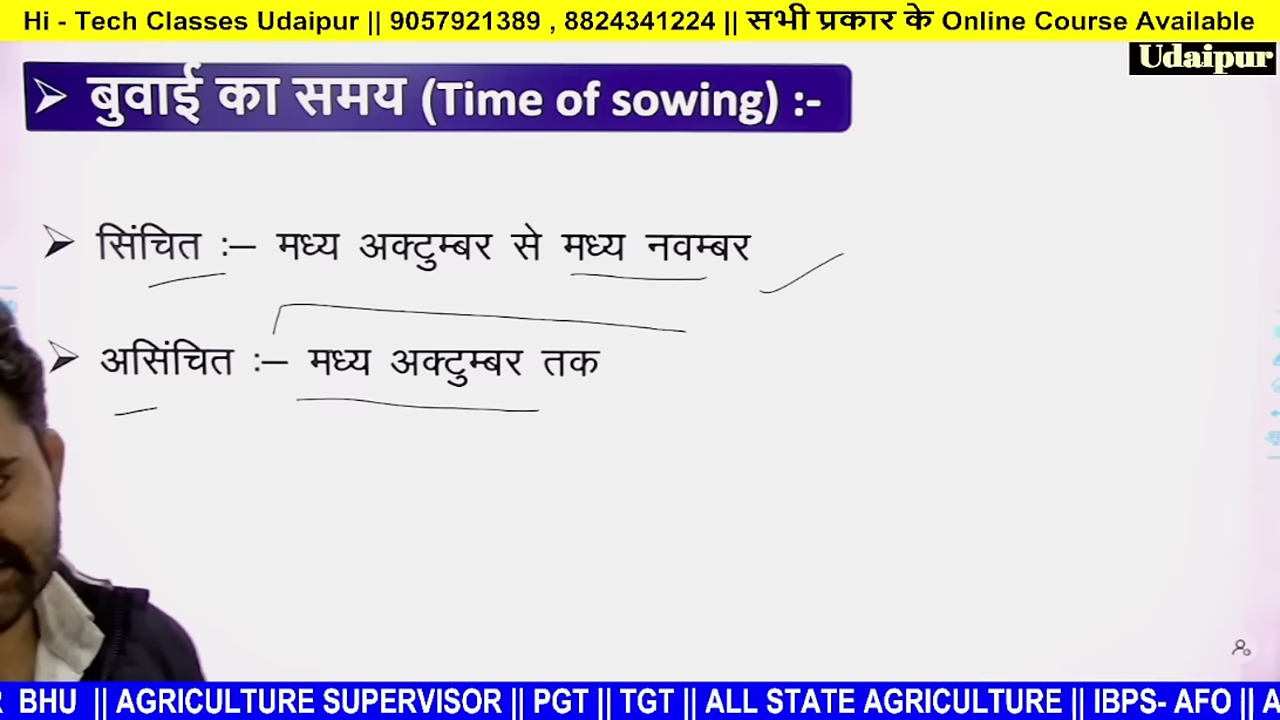 Hi - Tech Classes Udaipur || 9057921389 , 8824341224 || सभी प्रकार के Online Course Available
Udaipur
➢ बुवाई का समय (Time of sowing) :-
➢ सिंचित :– मध्य अक्टुम्बर से मध्य नवम्बर
➢ असिंचित :– मध्य अक्टुम्बर तक
BHU || AGRICULTURE SUPERVISOR || PGT || TGT || ALL STATE AGRICULTURE || IBPS- AFO ||